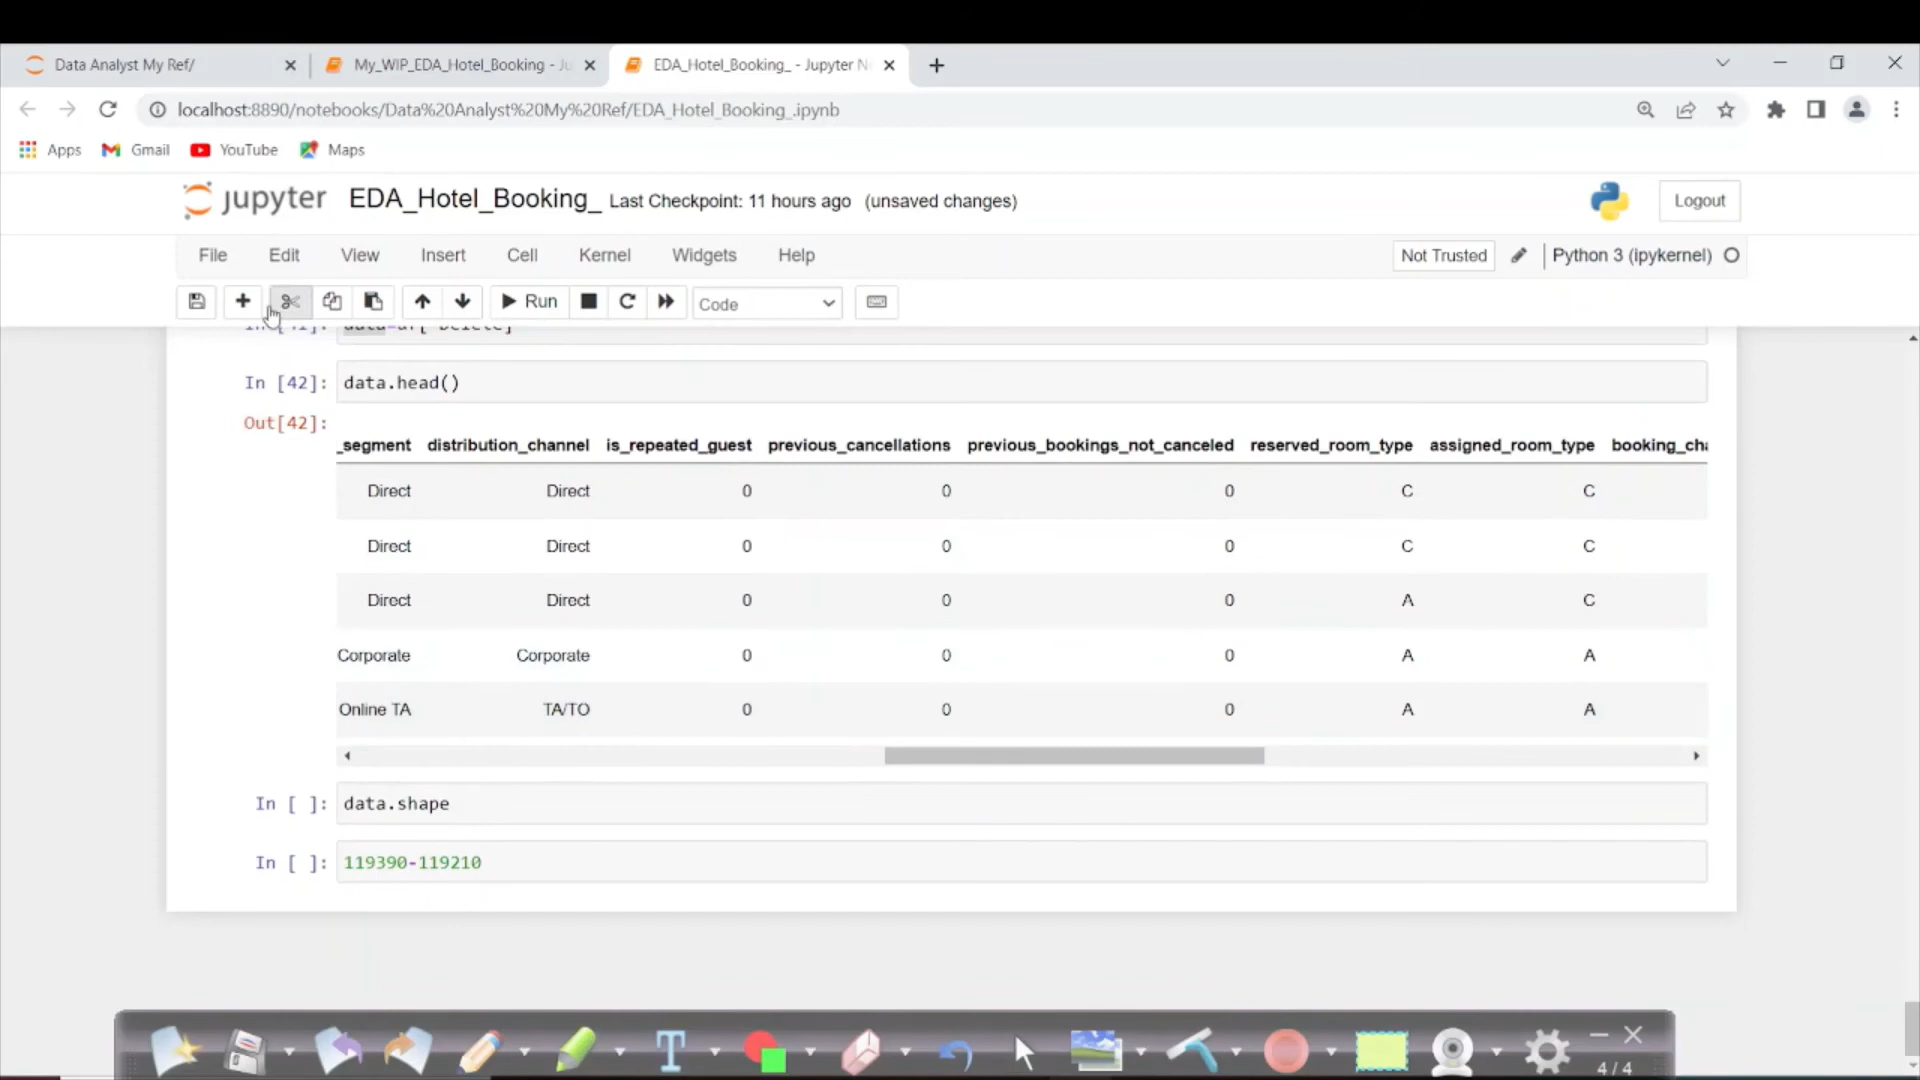 Data Analyst My Ref/
My_WIP_EDA_Hotel_Booking - Ju
EDA_Hotel_Booking_ - Jupyter N
localhost:8890/notebooks/Data%20Analyst%20My%20Ref/EDA_Hotel_Booking_.ipynb
Apps Gmail YouTube Maps
jupyter EDA_Hotel_Booking_ Last Checkpoint: 11 hours ago (unsaved changes) Logout
File Edit View Insert Cell Kernel Widgets Help Not Trusted Python 3 (ipykernel)
Run Code
In [42]: data.head()
Out[42]:
_segment distribution_channel is_repeated_guest previous_cancellations previous_bookings_not_canceled reserved_room_type assigned_room_type booking_cha
Direct Direct 0 0 0 C C
Direct Direct 0 0 0 C C
Direct Direct 0 0 0 A C
Corporate Corporate 0 0 0 A A
Online TA TA/TO 0 0 0 A A
In [ ]: data.shape
In [ ]: 119390-119210
T
4/4